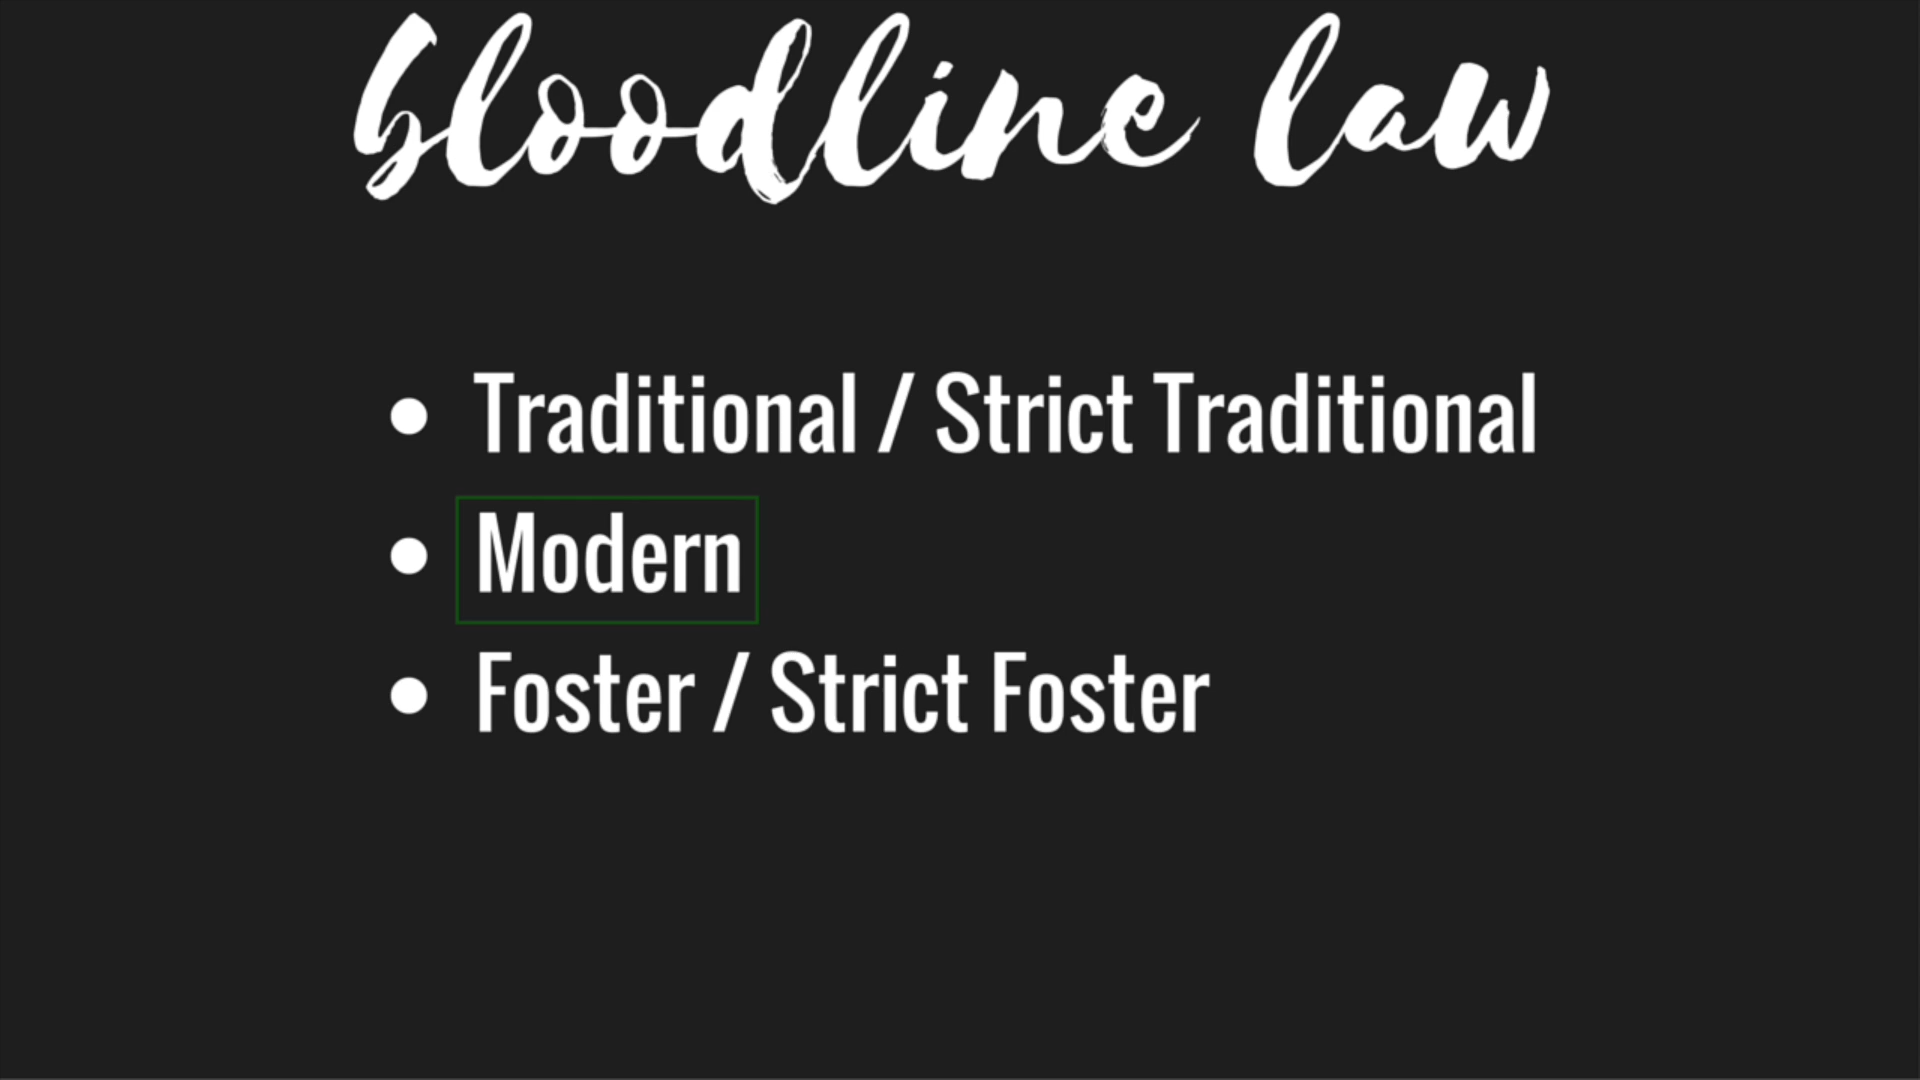 bloodline law
• Traditional / Strict Traditional
• Modern
• Foster / Strict Foster